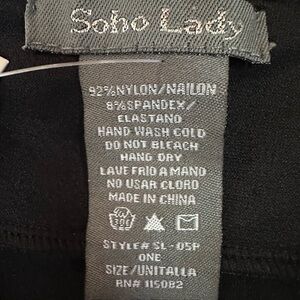 Soho Lady
92%NYLON/NAILON
8%SPANDEX/
ELASTANO
HAND WASH COLD
DO NOT BLEACH
HANG DRY
LAVE FRIO A MANO
NO USAR CLORO
MADE IN CHINA
30C
STYLE# SL-05P
ONE
SIZE/UNITALLA
RN# 115082